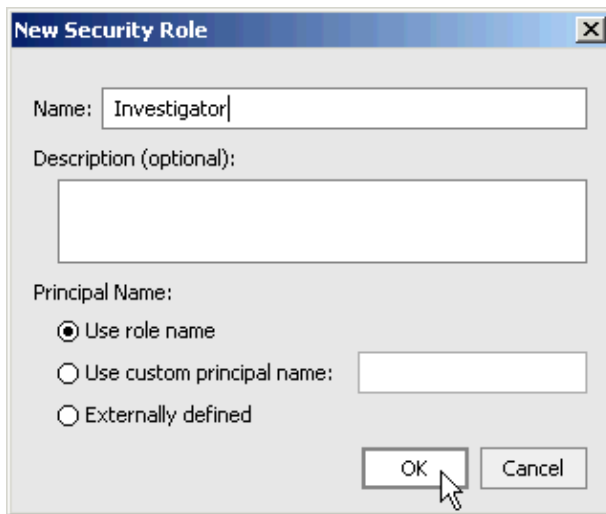 New Security Role
Name: Investigator
Description (optional):
Principal Name:
Use role name
Use custom principal name:
Externally defined
OK Cancel